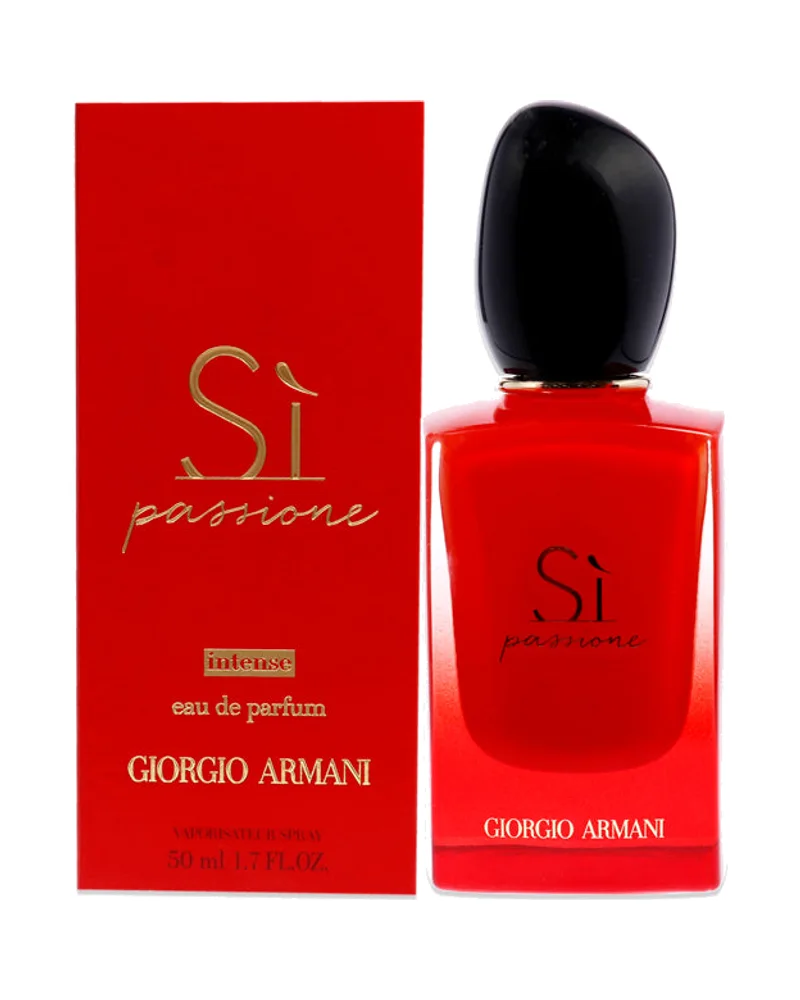 Sì
passione
intense
eau de parfum
GIORGIO ARMANI
VAPORISATEUR SPRAY
50 ml 1.7 FL.OZ.
Sì
passione
GIORGIO ARMANI